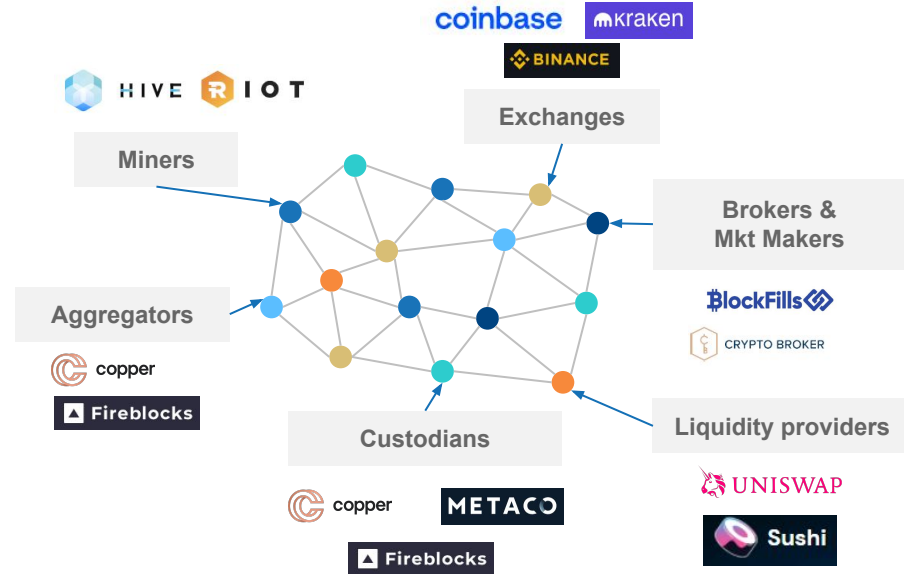 coinbase
kraken
BINANCE
HIVE
RIOT
Exchanges
Miners
Brokers &
Mkt Makers
BlockFills
CRYPTO BROKER
Aggregators
copper
Fireblocks
Liquidity providers
Custodians
copper
METACO
Fireblocks
UNISWAP
Sushi